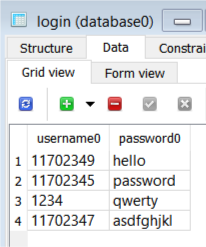 login (database0)
Structure Data Constrai
Grid view Form view
username0 password0
1 11702349 hello
2 11702345 password
3 1234 qwerty
4 11702347 asdfghjkl